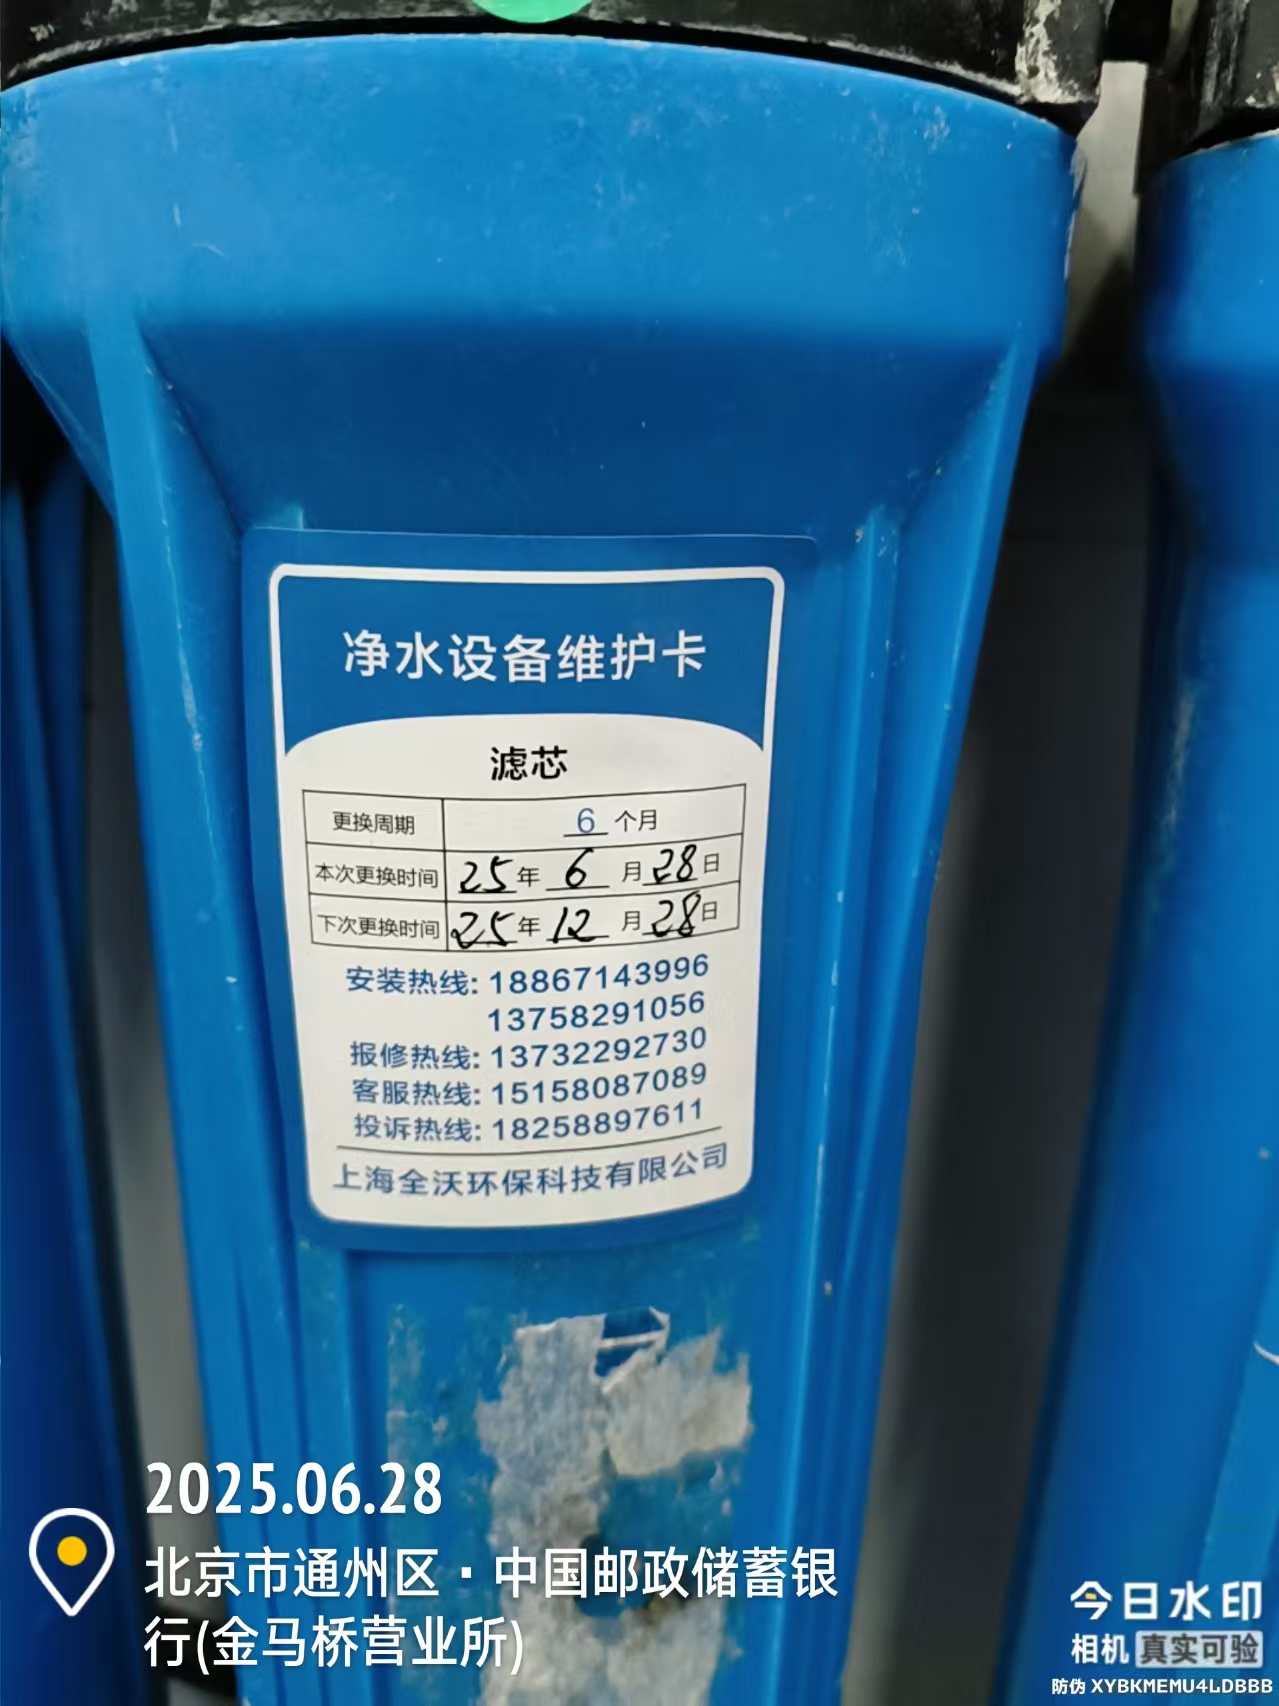 净水设备维护卡
滤芯
更换周期 6 个月
本次更换时间 25 年 6 月 28 日
下次更换时间 25 年 12 月 28 日
安装热线: 18867143996
13758291056
报修热线: 13732292730
客服热线: 15158087089
投诉热线: 18258897611
上海全沃环保科技有限公司
2025.06.28
北京市通州区·中国邮政储蓄银
行(金马桥营业所)
今日水印
相机 真实可验
防伪 XYBKMEMU4LDBBB